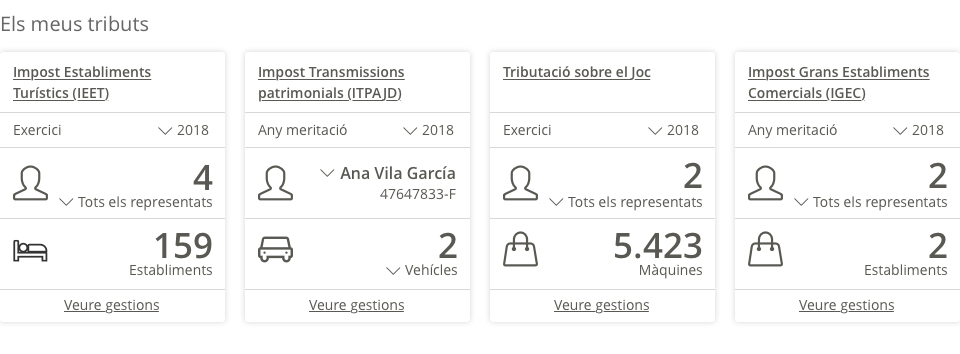 Els meus tributs
Impost Establiments
Turístics (IEET)
Exercici 2018
4
Tots els representats
159
Establiments
Veure gestions
Impost Transmissions
patrimonials (ITPAJD)
Any meritació 2018
Ana Vila García
47647833-F
2
Vehícles
Veure gestions
Tributació sobre el Joc
Exercici 2018
2
Tots els representats
5.423
Màquines
Veure gestions
Impost Grans Establiments
Comercials (IGEC)
Any meritació 2018
2
Tots els representats
2
Establiments
Veure gestions